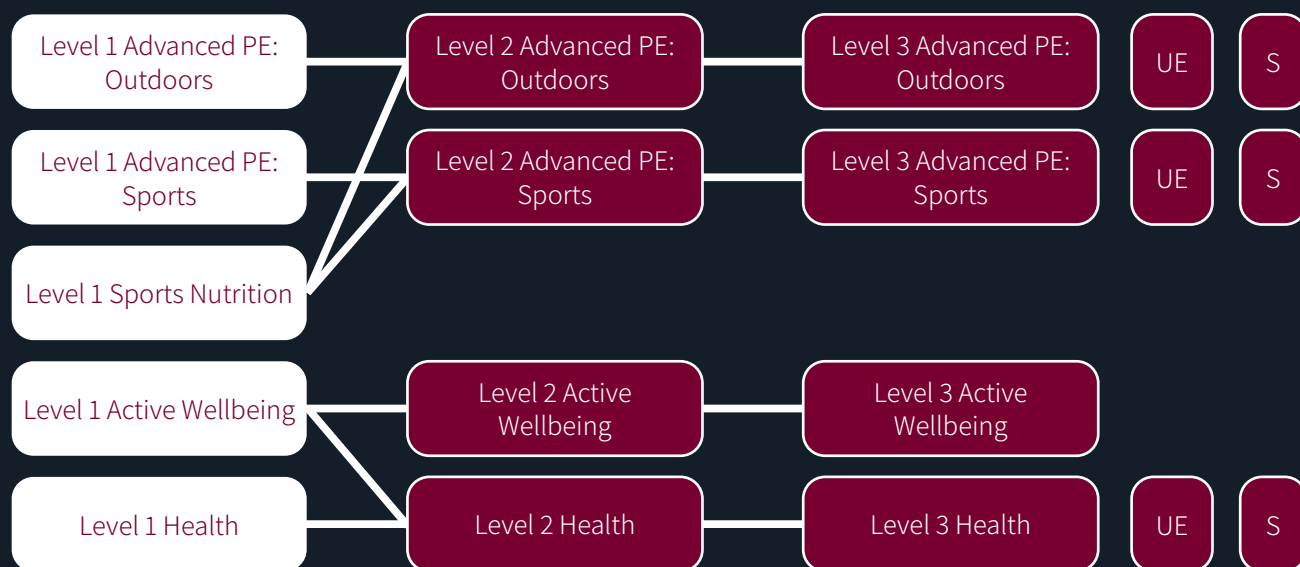 Level 1 Advanced PE:
Outdoors
Level 2 Advanced PE:
Outdoors
Level 3 Advanced PE:
Outdoors
UE
S
Level 1 Advanced PE:
Sports
Level 2 Advanced PE:
Sports
Level 3 Advanced PE:
Sports
UE
S
Level 1 Sports Nutrition
Level 1 Active Wellbeing
Level 2 Active
Wellbeing
Level 3 Active
Wellbeing
Level 1 Health
Level 2 Health
Level 3 Health
UE
S